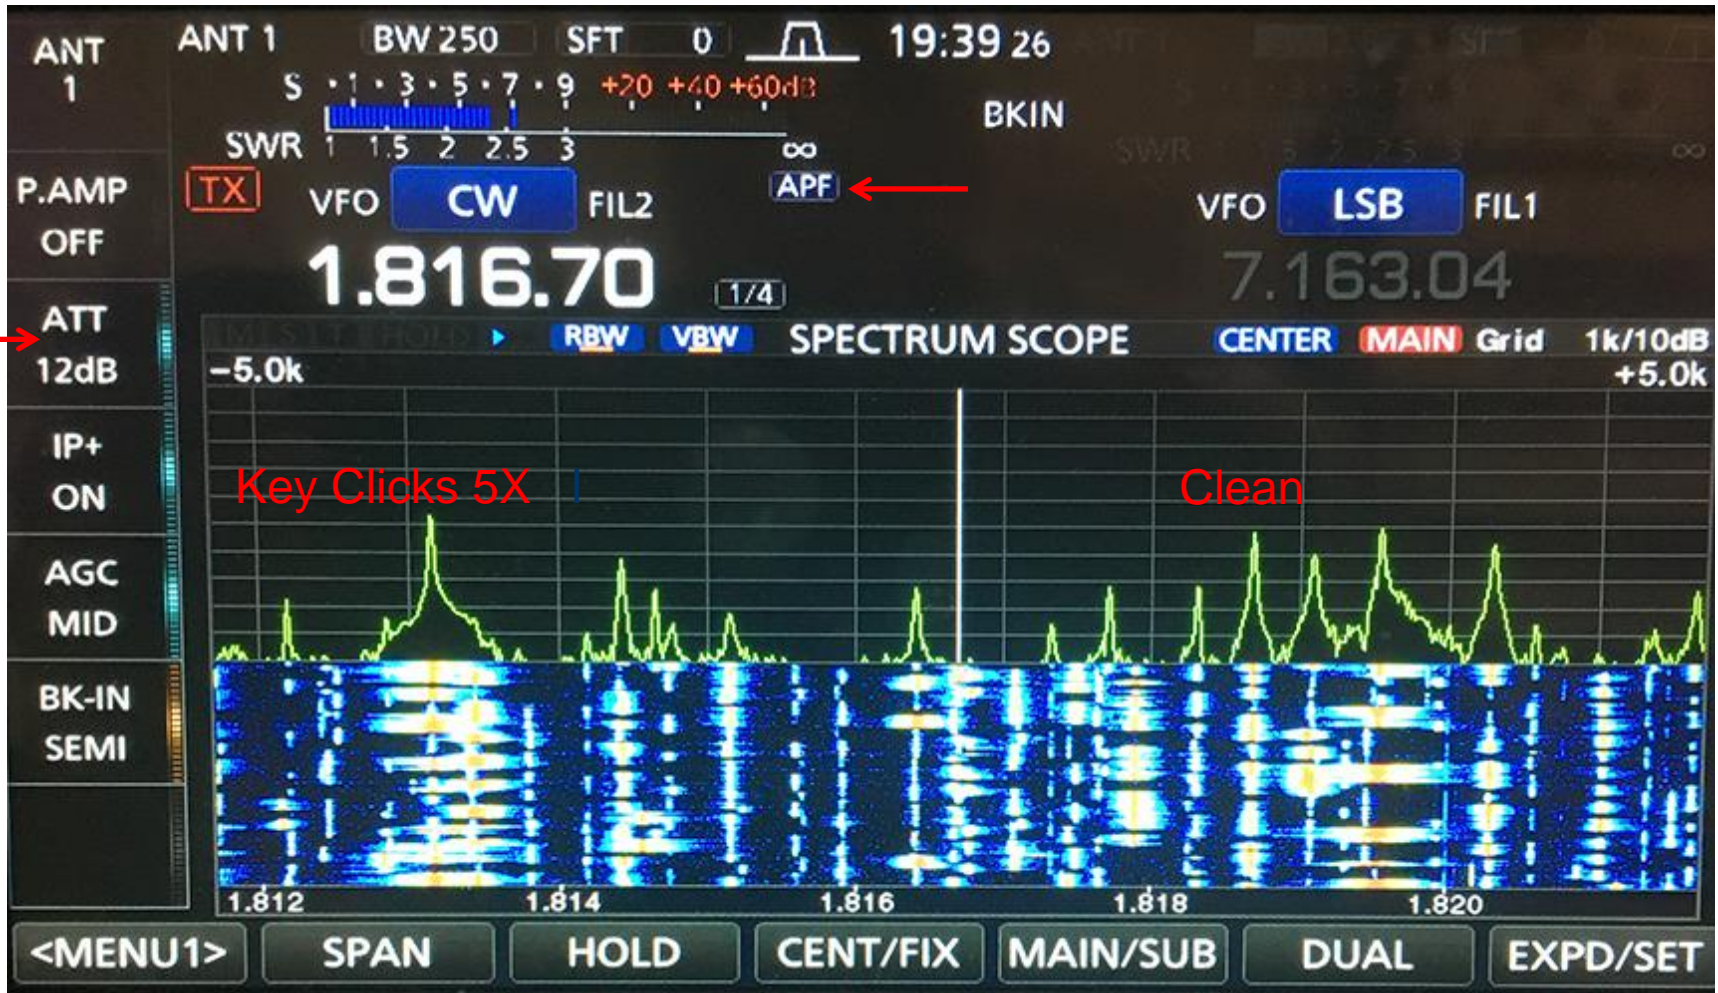 ANT 1 BW 250 SFT 0 19:39 26
ANT
1
S 1 3 5 7 9 +20 +40 +60dB
BKIN
SWR 1 1.5 2 2.5 3 ∞
P.AMP
OFF
TX VFO CW FIL2 APF
VFO LSB FIL1
1.816.70 1/4
7.163.04
ATT
12dB
HOLD RBW VBW SPECTRUM SCOPE CENTER MAIN Grid 1k/10dB
-5.0k +5.0k
IP+
ON
Key Clicks 5X
Clean
AGC
MID
BK-IN
SEMI
1.812 1.814 1.816 1.818 1.820
<MENU1> SPAN HOLD CENT/FIX MAIN/SUB DUAL EXPD/SET